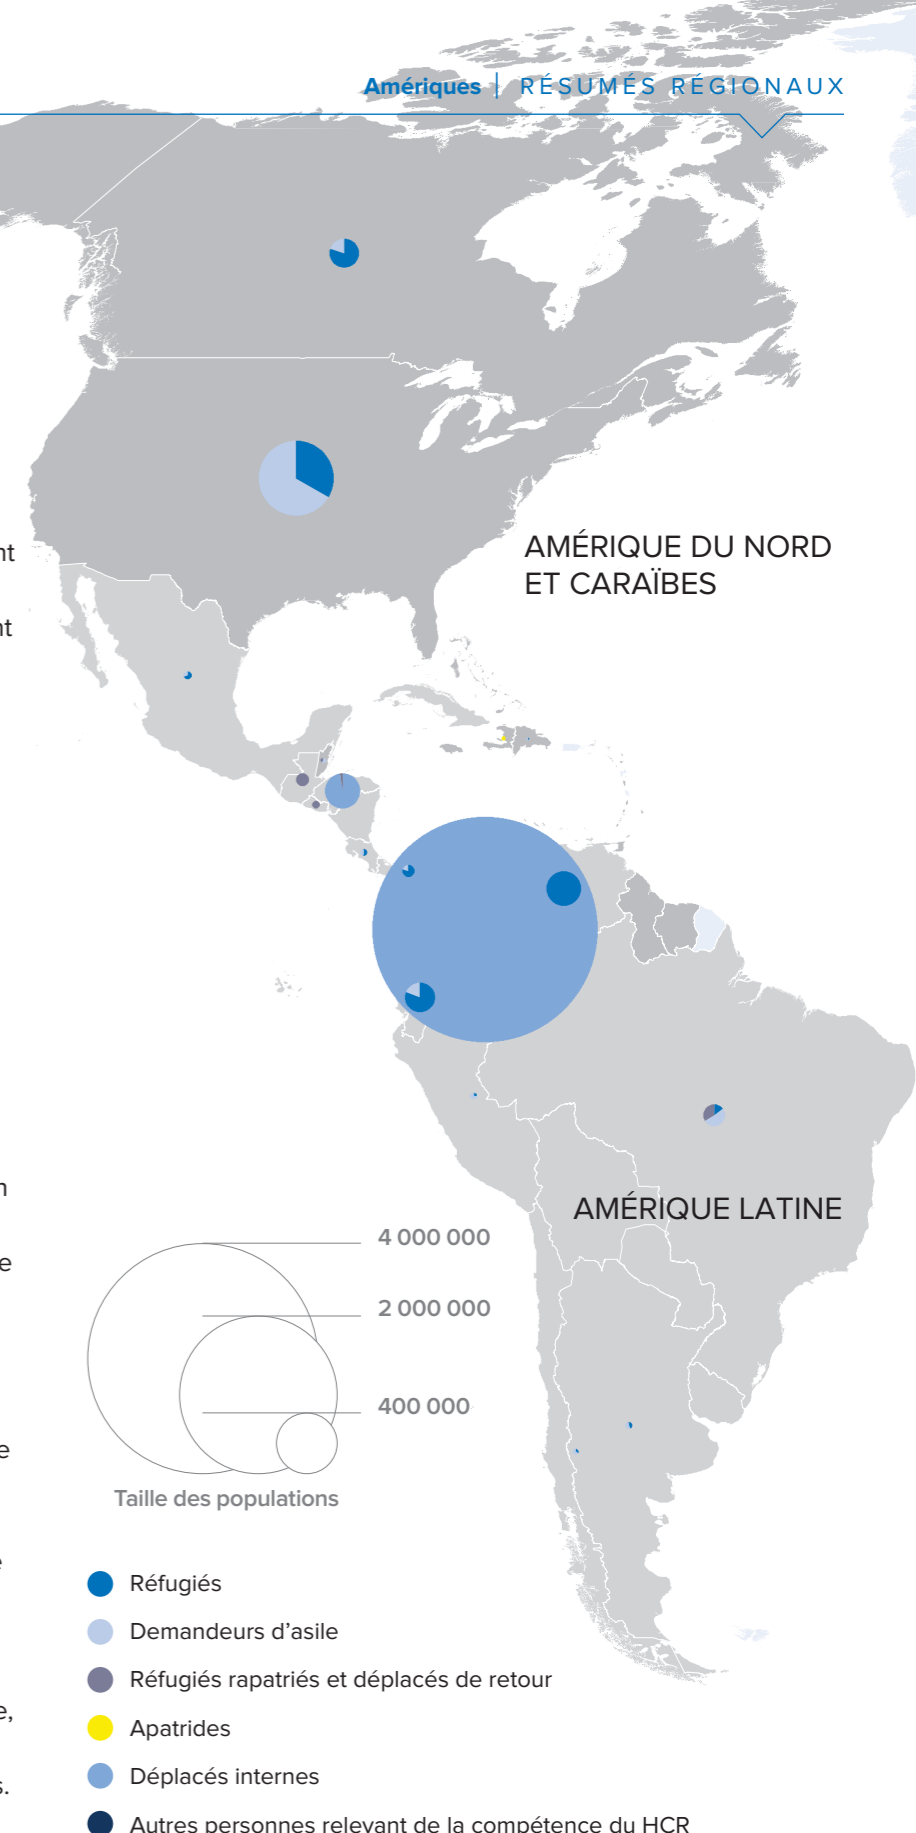 Amériques | RÉSUMÉS RÉGIONAUX
AMÉRIQUE DU NORD
ET CARAÏBES
AMÉRIQUE LATINE
4 000 000
2 000 000
400 000
Taille des populations
Réfugiés
Demandeurs d’asile
Réfugiés rapatriés et déplacés de retour
Apatrides
Déplacés internes
Autres personnes relevant de la compétence du HCR